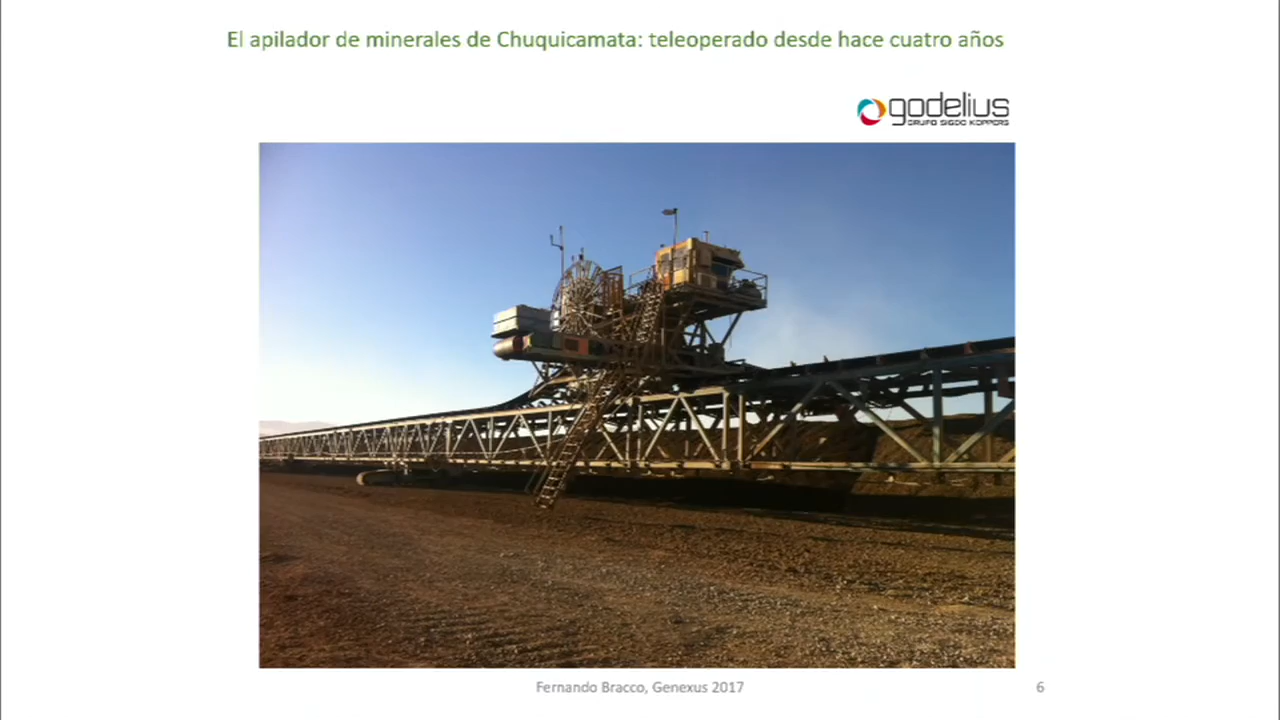 El apilador de minerales de Chuquicamata: teleoperado desde hace cuatro años
godelius
GRUPO SIGDO KOPPERS
Fernando Bracco, Genexus 2017
6